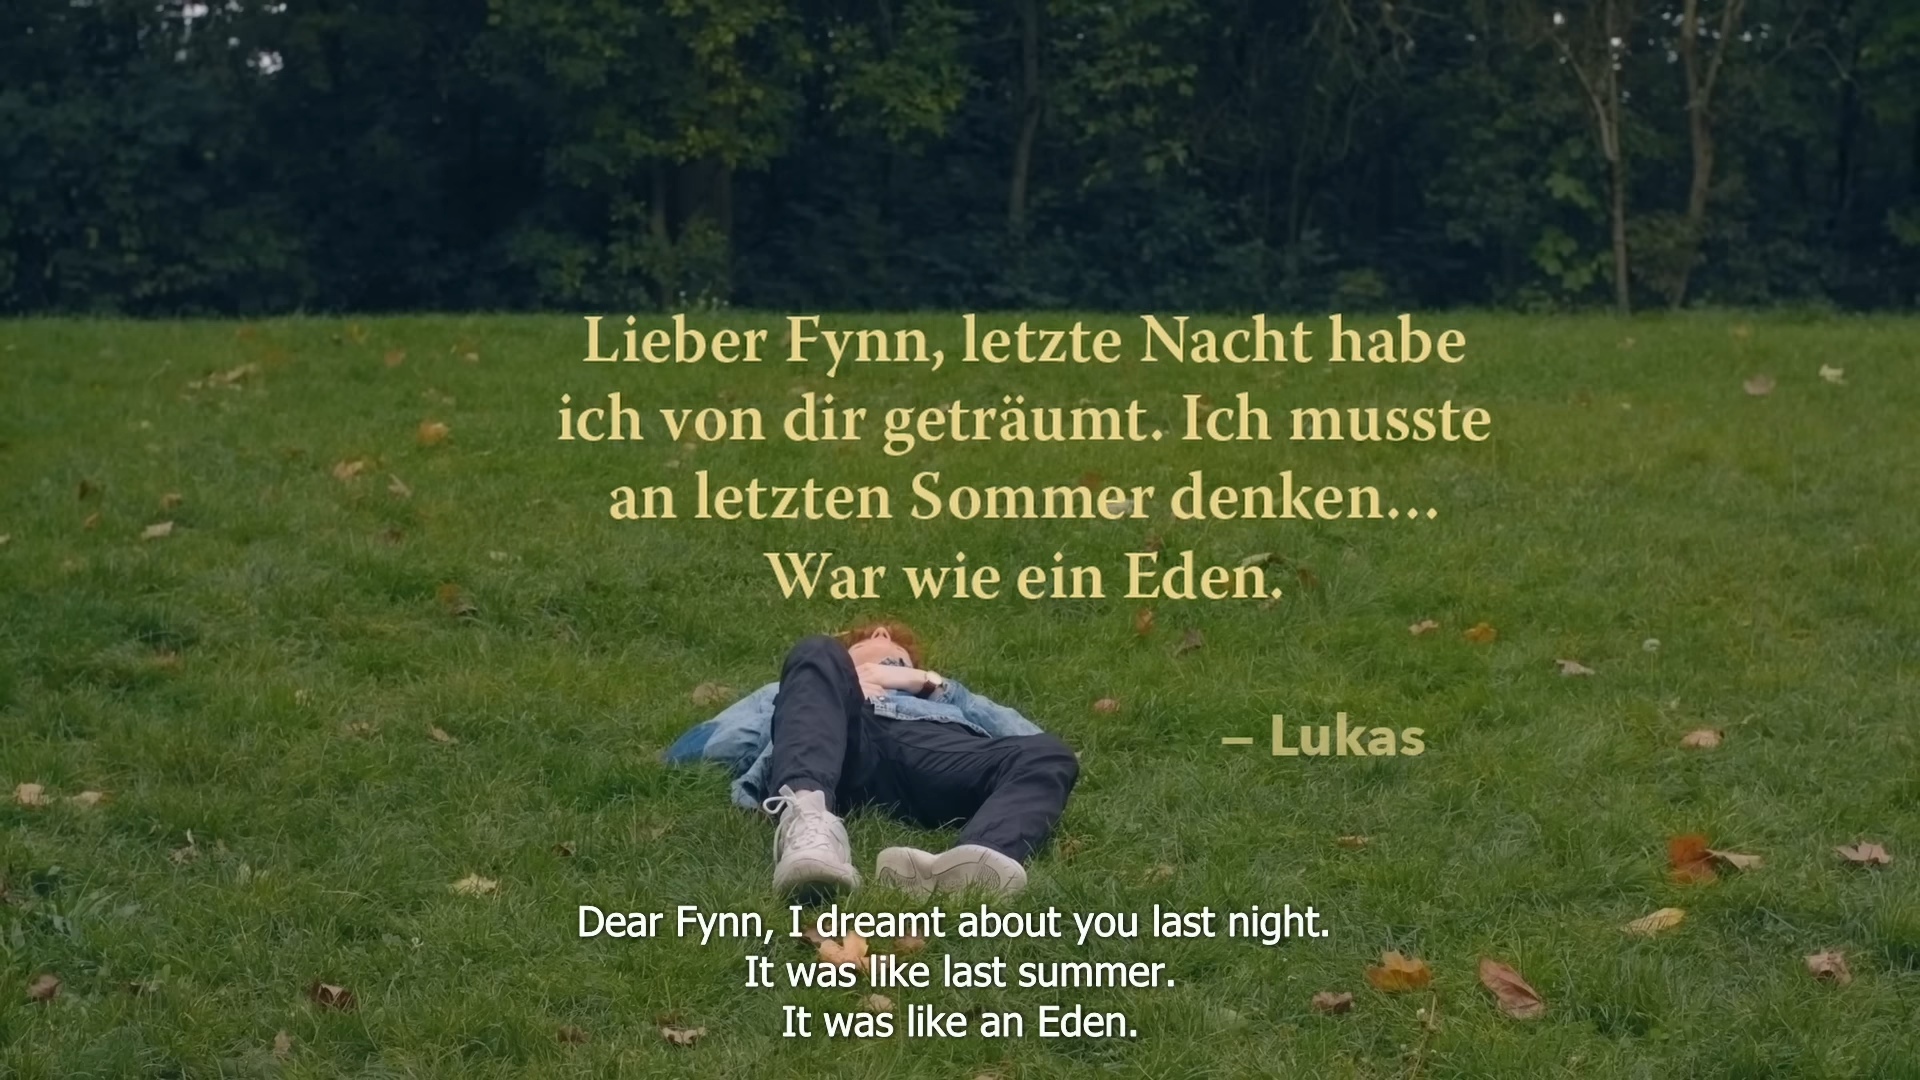 Lieber Fynn, letzte Nacht habe
ich von dir geträumt. Ich musste
an letzten Sommer denken...
War wie ein Eden.
– Lukas
Dear Fynn, I dreamt about you last night.
It was like last summer.
It was like an Eden.